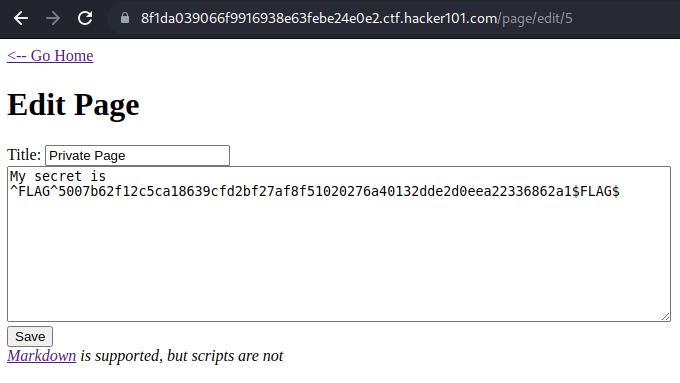 8f1da039066f9916938e63febe24e0e2.ctf.hacker101.com/page/edit/5
<-- Go Home
Edit Page
Title: Private Page
My secret is
^FLAG^5007b62f12c5ca18639cfd2bf27af8f51020276a40132dde2d0eea22336862a1$FLAG$
Save
Markdown is supported, but scripts are not